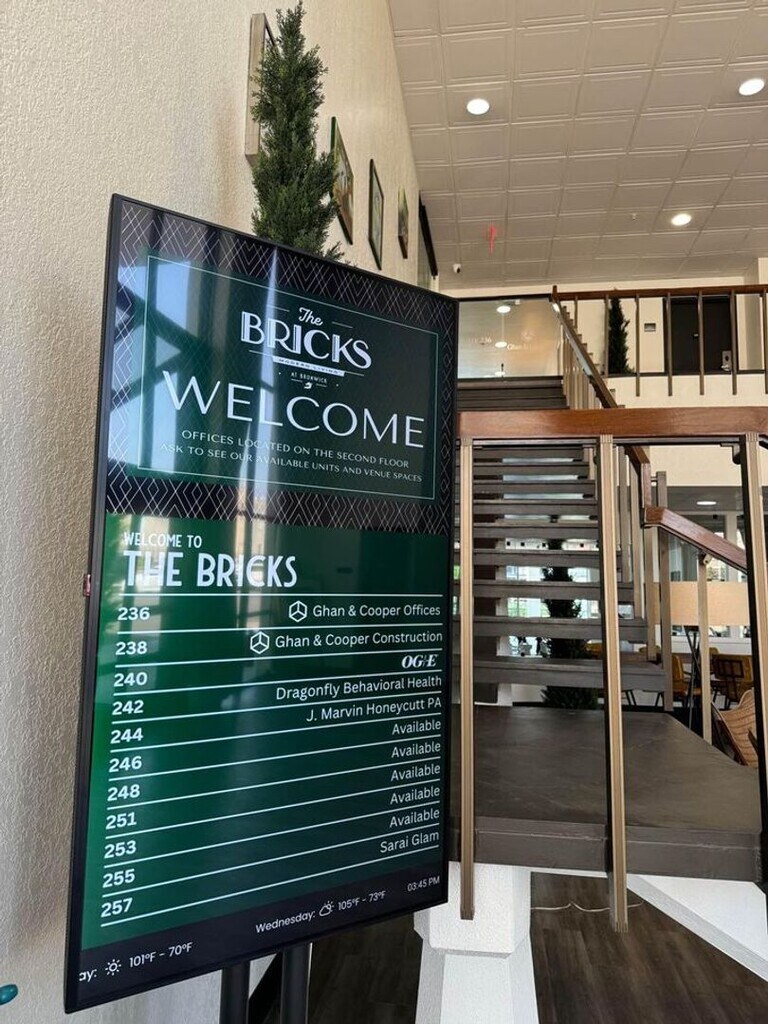 The
BRICKS
AT BRUNWICK
WELCOME
OFFICES LOCATED ON THE SECOND FLOOR
ASK TO SEE OUR AVAILABLE UNITS AND VENUE SPACES
WELCOME TO
THE BRICKS
236 Ghan & Cooper Offices
238 Ghan & Cooper Construction
240 OG&E
242 Dragonfly Behavioral Health
244 J. Marvin Honeycutt PA
246 Available
248 Available
251 Available
253 Available
255 Available
257 Sarai Glam
ay: 101°F - 70°F Wednesday: 105°F - 73°F 03:45 PM